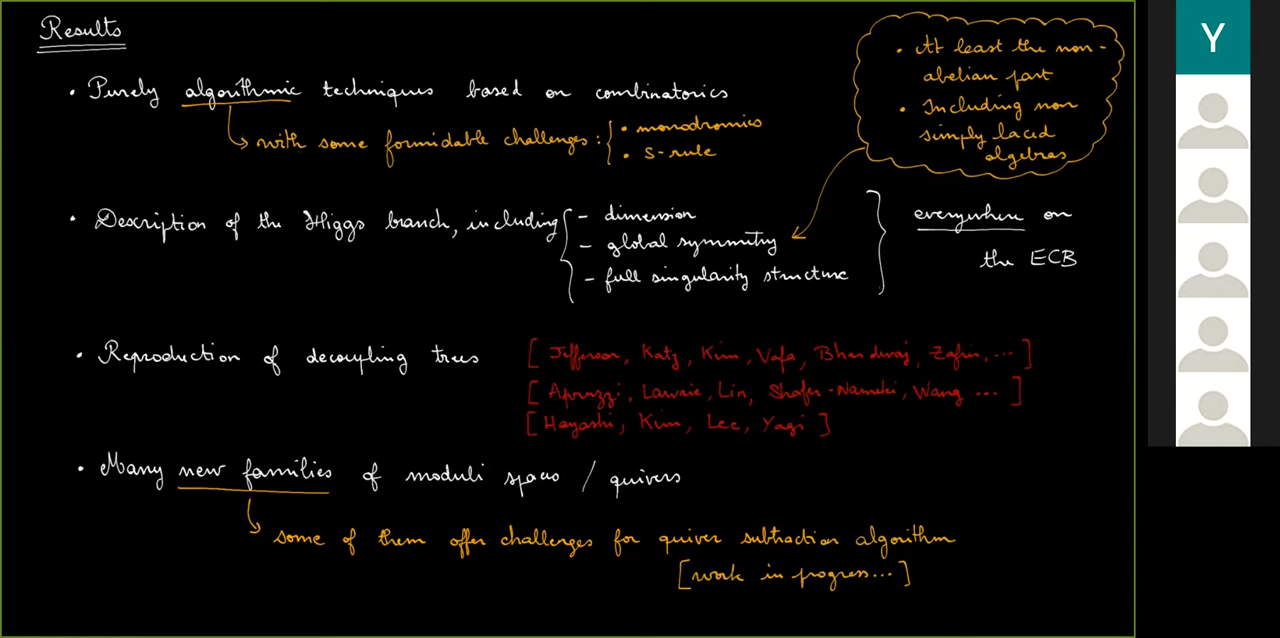 Results
• At least the non-
abelian part
• Including non
simply laced
algebras
• Purely algorithmic techniques based on combinatorics
↳ with some formidable challenges: { • monodromies
• S-rule
• Description of the Higgs branch, including { - dimension
- global symmetry
- full singularity structure
} everywhere on
the ECB
• Reproduction of decoupling trees
[Jefferson, Katz, Kim, Vafa, Bhardwaj, Zafrir, ...]
[Apruzzi, Lawrie, Lin, Shafer-Nameki, Wang ...]
[Hayashi, Kim, Lee, Yagi]
• Many new families of moduli spaces / quivers
↳ some of them offer challenges for quiver subtraction algorithm
[work in progress...]
Y